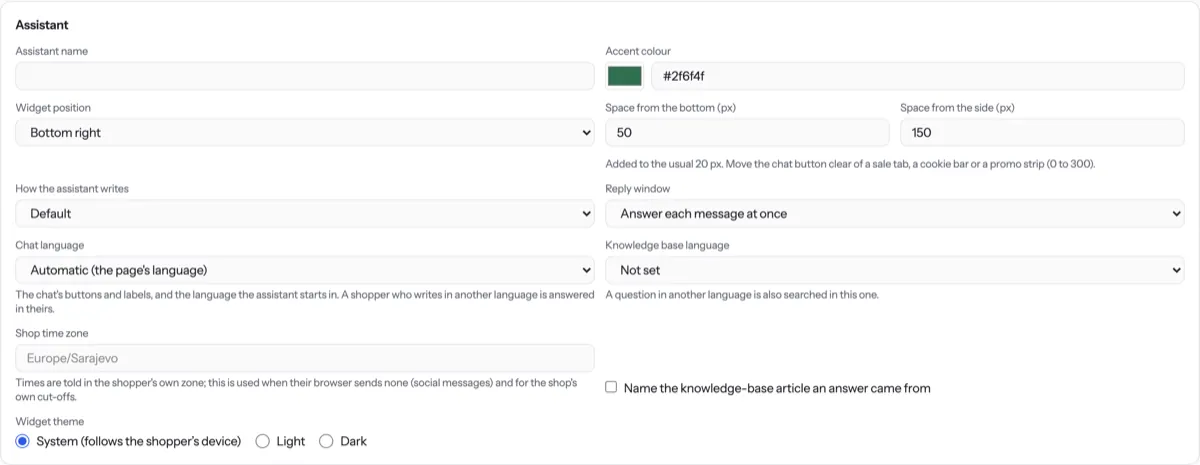 Assistant
Assistant name
Accent colour
#2f6f4f
Widget position
Bottom right
Space from the bottom (px)
50
Space from the side (px)
150
Added to the usual 20 px. Move the chat button clear of a sale tab, a cookie bar or a promo strip (0 to 300).
How the assistant writes
Default
Reply window
Answer each message at once
Chat language
Automatic (the page's language)
The chat's buttons and labels, and the language the assistant starts in. A shopper who writes in another language is answered
in theirs.
Knowledge base language
Not set
A question in another language is also searched in this one.
Shop time zone
Europe/Sarajevo
Times are told in the shopper's own zone; this is used when their browser sends none (social messages) and for the shop's
own cut-offs.
Name the knowledge-base article an answer came from
Widget theme
System (follows the shopper's device)
Light
Dark